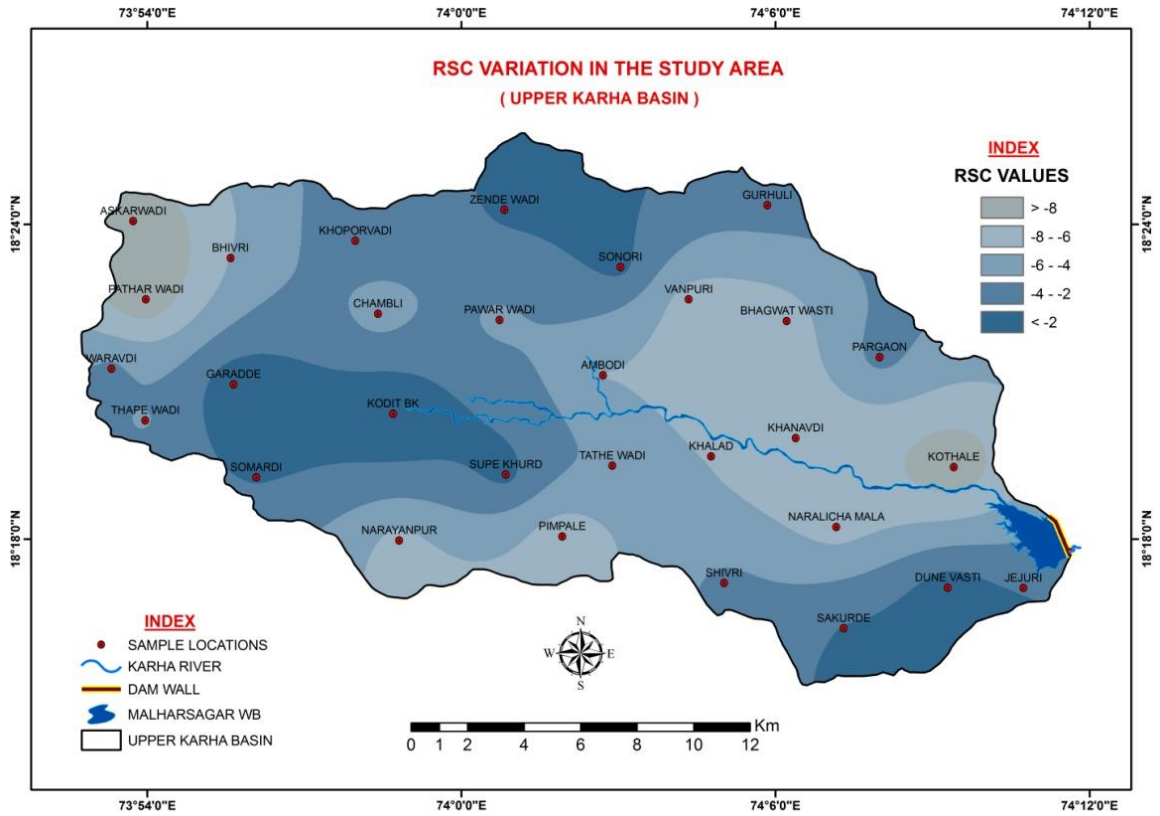 73°54'0"E 74°0'0"E 74°6'0"E 74°12'0"E
RSC VARIATION IN THE STUDY AREA
( UPPER KARHA BASIN )
INDEX
RSC VALUES
> -8
-8 - -6
-6 - -4
-4 - -2
< -2
18°24'0"N
18°24'0"N
ZENDE WADI
GURHULI
ASKARWADI
KHOPORVADI
BHIVRI
SONORI
PATHAR WADI
VANPURI
CHAMBLI
PAWAR WADI
BHAGWAT WASTI
PARGAON
WARAVDI
AMBODI
GARADDE
KODIT BK
THAPE WADI
KHANAVDI
KHALAD
TATHE WADI
KOTHALE
SOMARDI
SUPE KHURD
NARALICHA MALA
NARAYANPUR
PIMPALE
18°18'0"N
18°18'0"N
SHIVRI
DUNE VASTI
JEJURI
SAKURDE
INDEX
SAMPLE LOCATIONS
KARHA RIVER
DAM WALL
MALHARSAGAR WB
UPPER KARHA BASIN
N
W E
S
Km
0 1 2 4 6 8 10 12
73°54'0"E 74°0'0"E 74°6'0"E 74°12'0"E